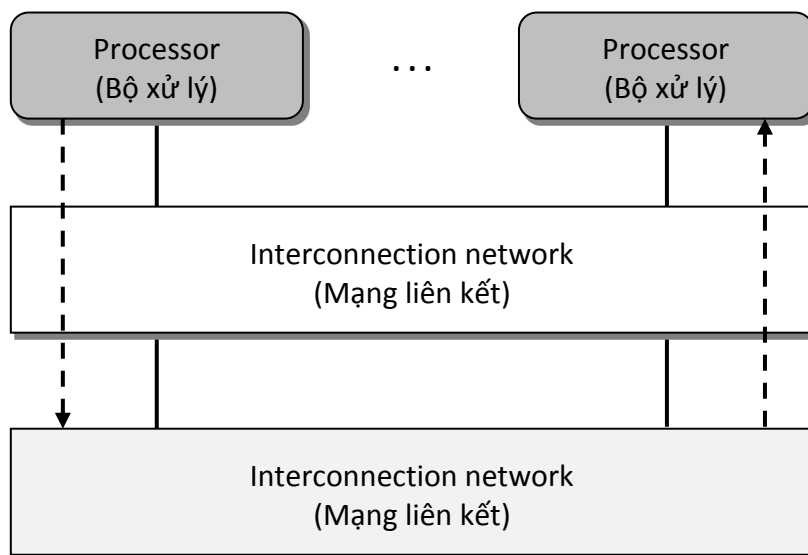 Processor
(Bộ xử lý)
...
Processor
(Bộ xử lý)
Interconnection network
(Mạng liên kết)
Interconnection network
(Mạng liên kết)